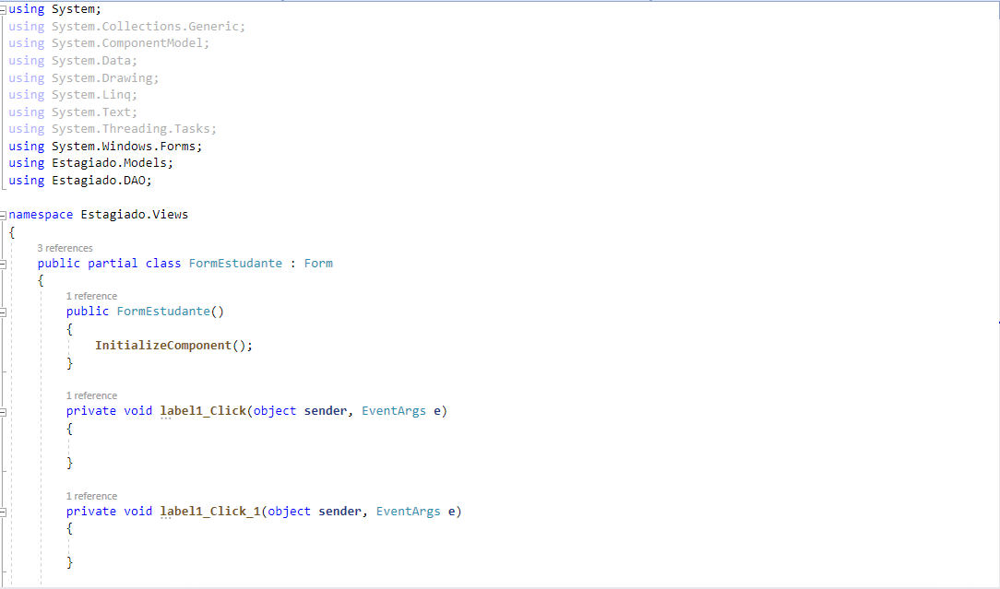 using System;
using System.Collections.Generic;
using System.ComponentModel;
using System.Data;
using System.Drawing;
using System.Linq;
using System.Text;
using System.Threading.Tasks;
using System.Windows.Forms;
using Estagiado.Models;
using Estagiado.DAO;
namespace Estagiado.Views
{
3 references
public partial class FormEstudante : Form
{
1 reference
public FormEstudante()
{
InitializeComponent();
}
1 reference
private void label1_Click(object sender, EventArgs e)
{
}
1 reference
private void label1_Click_1(object sender, EventArgs e)
{
}